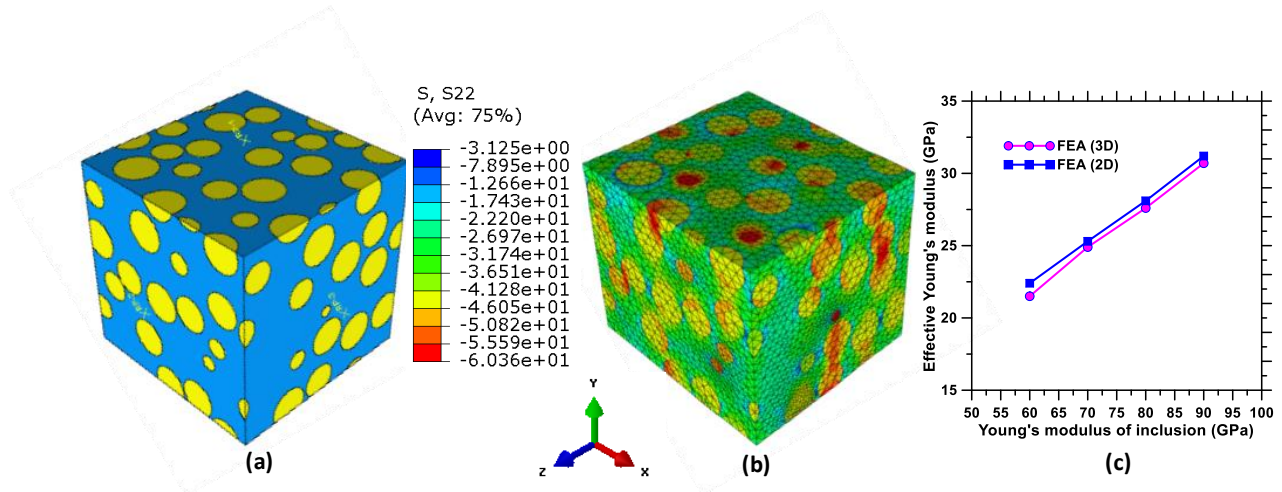 S, S22
(Avg: 75%)
-3.125e+00
-7.895e+00
-1.266e+01
-1.743e+01
-2.220e+01
-2.697e+01
-3.174e+01
-3.651e+01
-4.128e+01
-4.605e+01
-5.082e+01
-5.559e+01
-6.036e+01
Y
Z
X
(a)
(b)
Effective Young's modulus (GPa)
35
30
25
20
15
FEA (3D)
FEA (2D)
50 55 60 65 70 75 80 85 90 95 100
Young's modulus of inclusion (GPa)
(c)